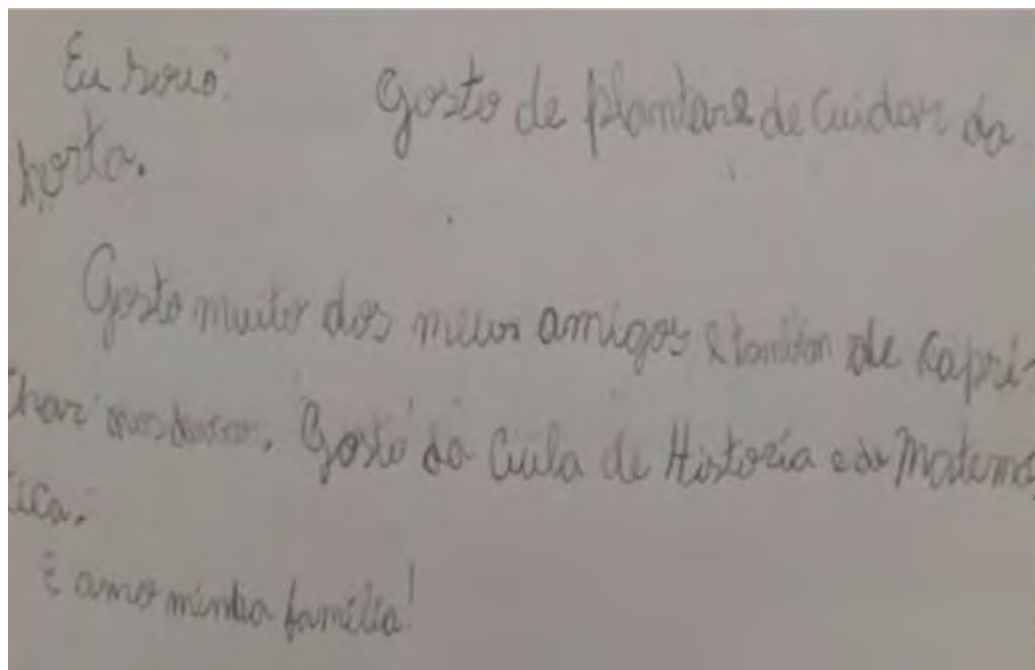 Eu sou o: Gosto de plantar e de cuidar da
horta.
Gosto muito dos meus amigos e também de capri-
char nos deveres. Gosto da aula de Historia e de Matemá
tica.
E amo minha família!